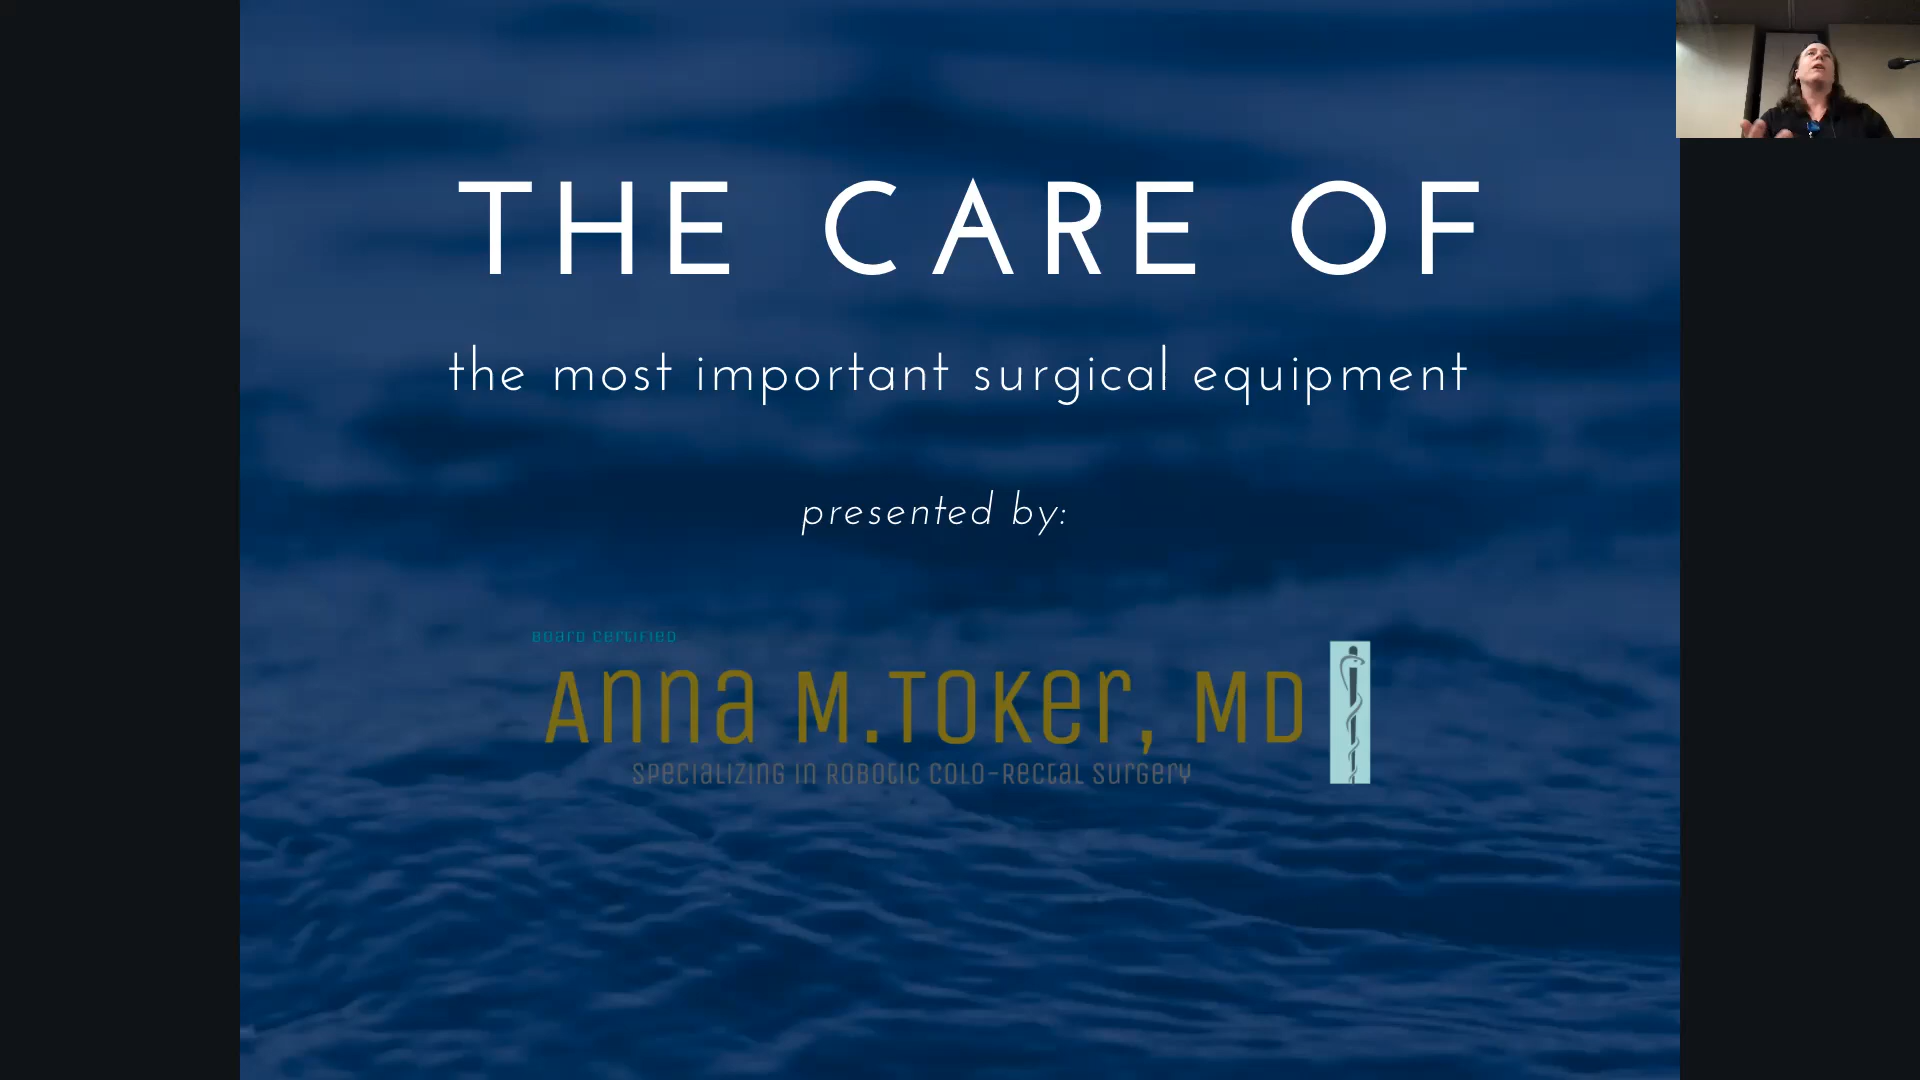 THE CARE OF
the most important surgical equipment
presented by:
Board Certified
Anna M. Toker, MD
Specializing in Robotic Colo-Rectal Surgery